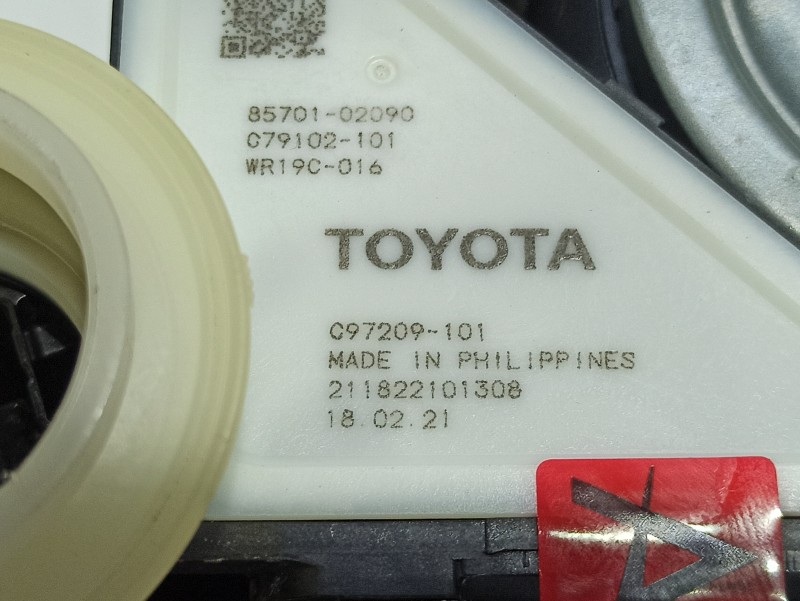 85701-02090
C79102-101
WR19C-016
TOYOTA
C97209-101
MADE IN PHILIPPINES
211822101308
18.02.21